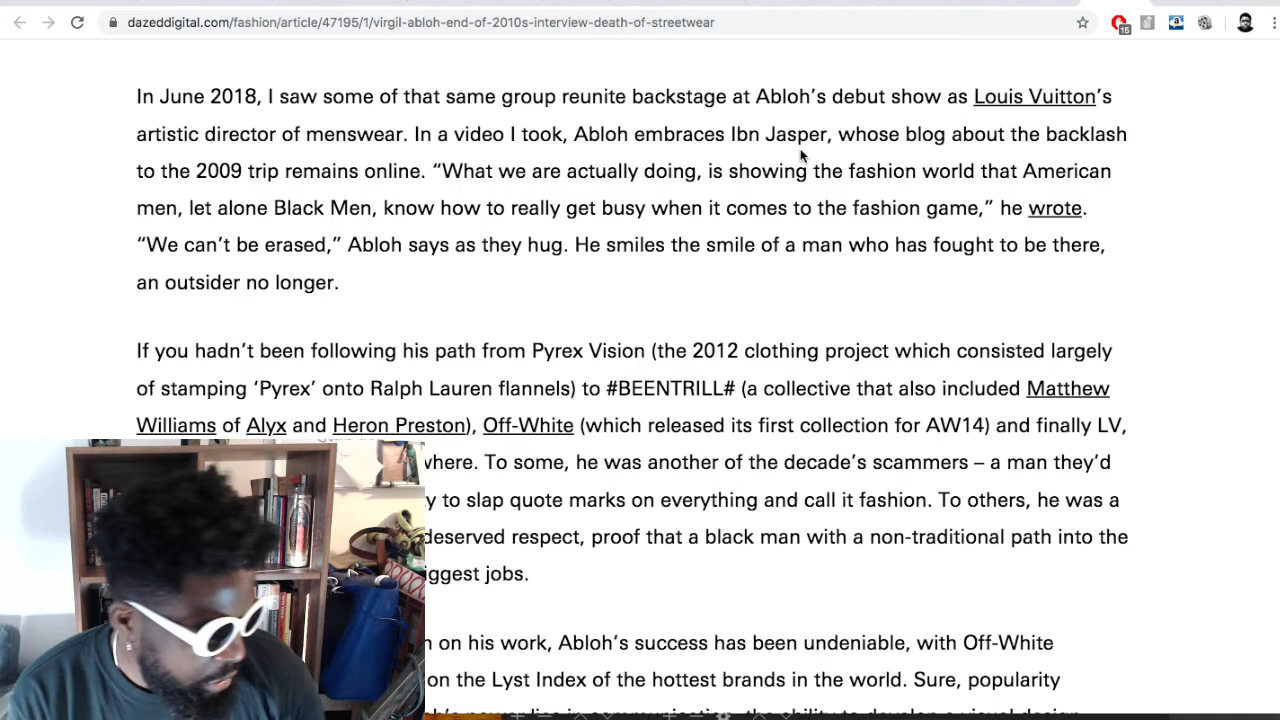 dazeddigital.com/fashion/article/47195/1/virgil-abloh-end-of-2010s-interview-death-of-streetwear
15
In June 2018, I saw some of that same group reunite backstage at Abloh’s debut show as Louis Vuitton’s
artistic director of menswear. In a video I took, Abloh embraces Ibn Jasper, whose blog about the backlash
to the 2009 trip remains online. “What we are actually doing, is showing the fashion world that American
men, let alone Black Men, know how to really get busy when it comes to the fashion game,” he wrote.
“We can’t be erased,” Abloh says as they hug. He smiles the smile of a man who has fought to be there,
an outsider no longer.
If you hadn’t been following his path from Pyrex Vision (the 2012 clothing project which consisted largely
of stamping ‘Pyrex’ onto Ralph Lauren flannels) to #BEENTRILL# (a collective that also included Matthew
Williams of Alyx and Heron Preston), Off-White (which released its first collection for AW14) and finally LV,
where. To some, he was another of the decade’s scammers – a man they’d
y to slap quote marks on everything and call it fashion. To others, he was a
deserved respect, proof that a black man with a non-traditional path into the
iggest jobs.
n on his work, Abloh’s success has been undeniable, with Off-White
on the Lyst Index of the hottest brands in the world. Sure, popularity